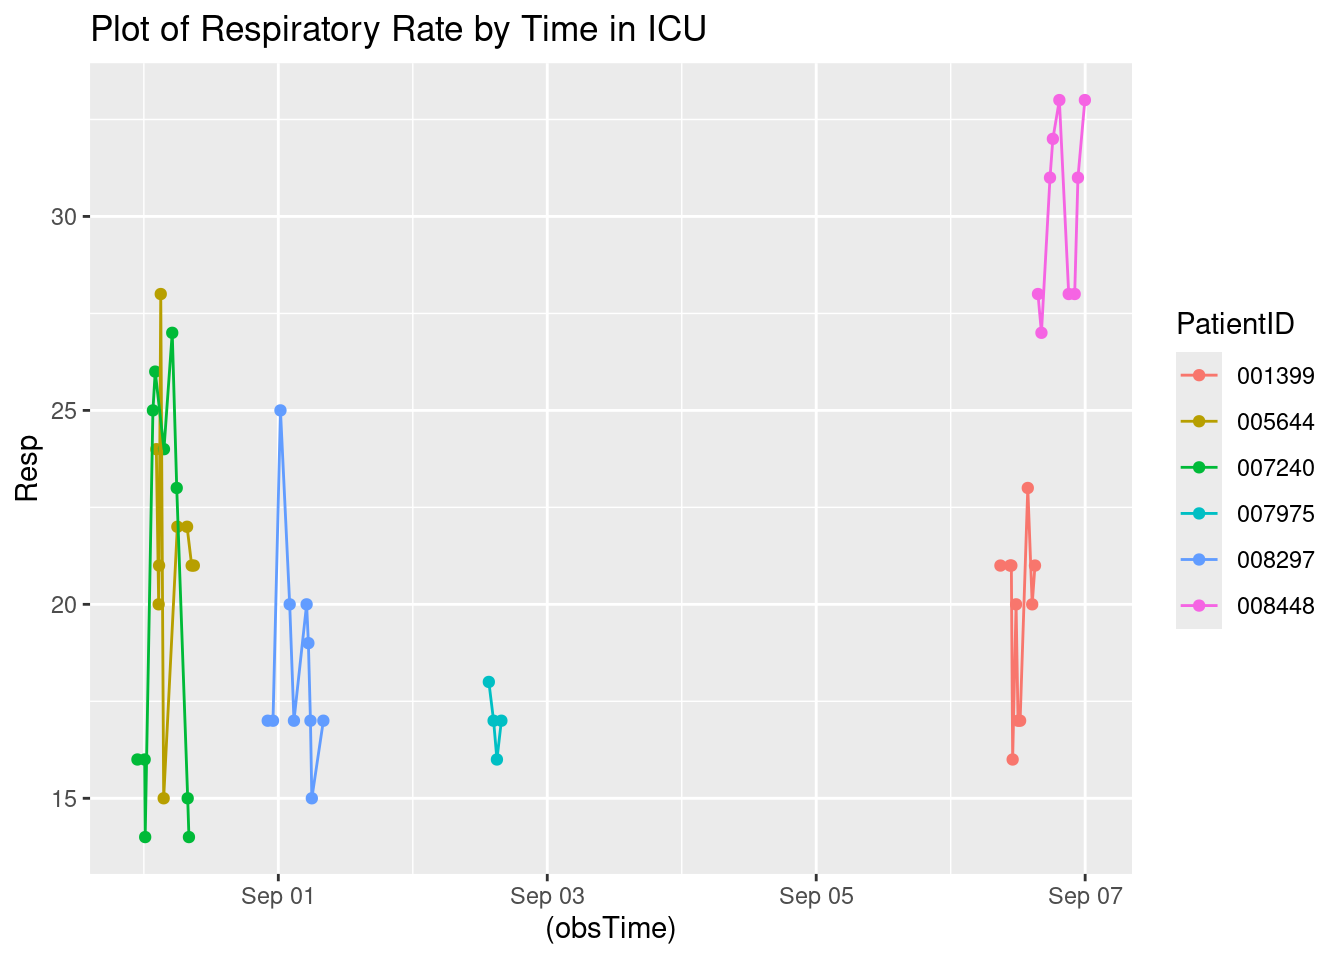 Plot of Respiratory Rate by Time in ICU
Resp
30
25
20
15
Sep 01
Sep 03
Sep 05
Sep 07
(obsTime)
PatientID
001399
005644
007240
007975
008297
008448